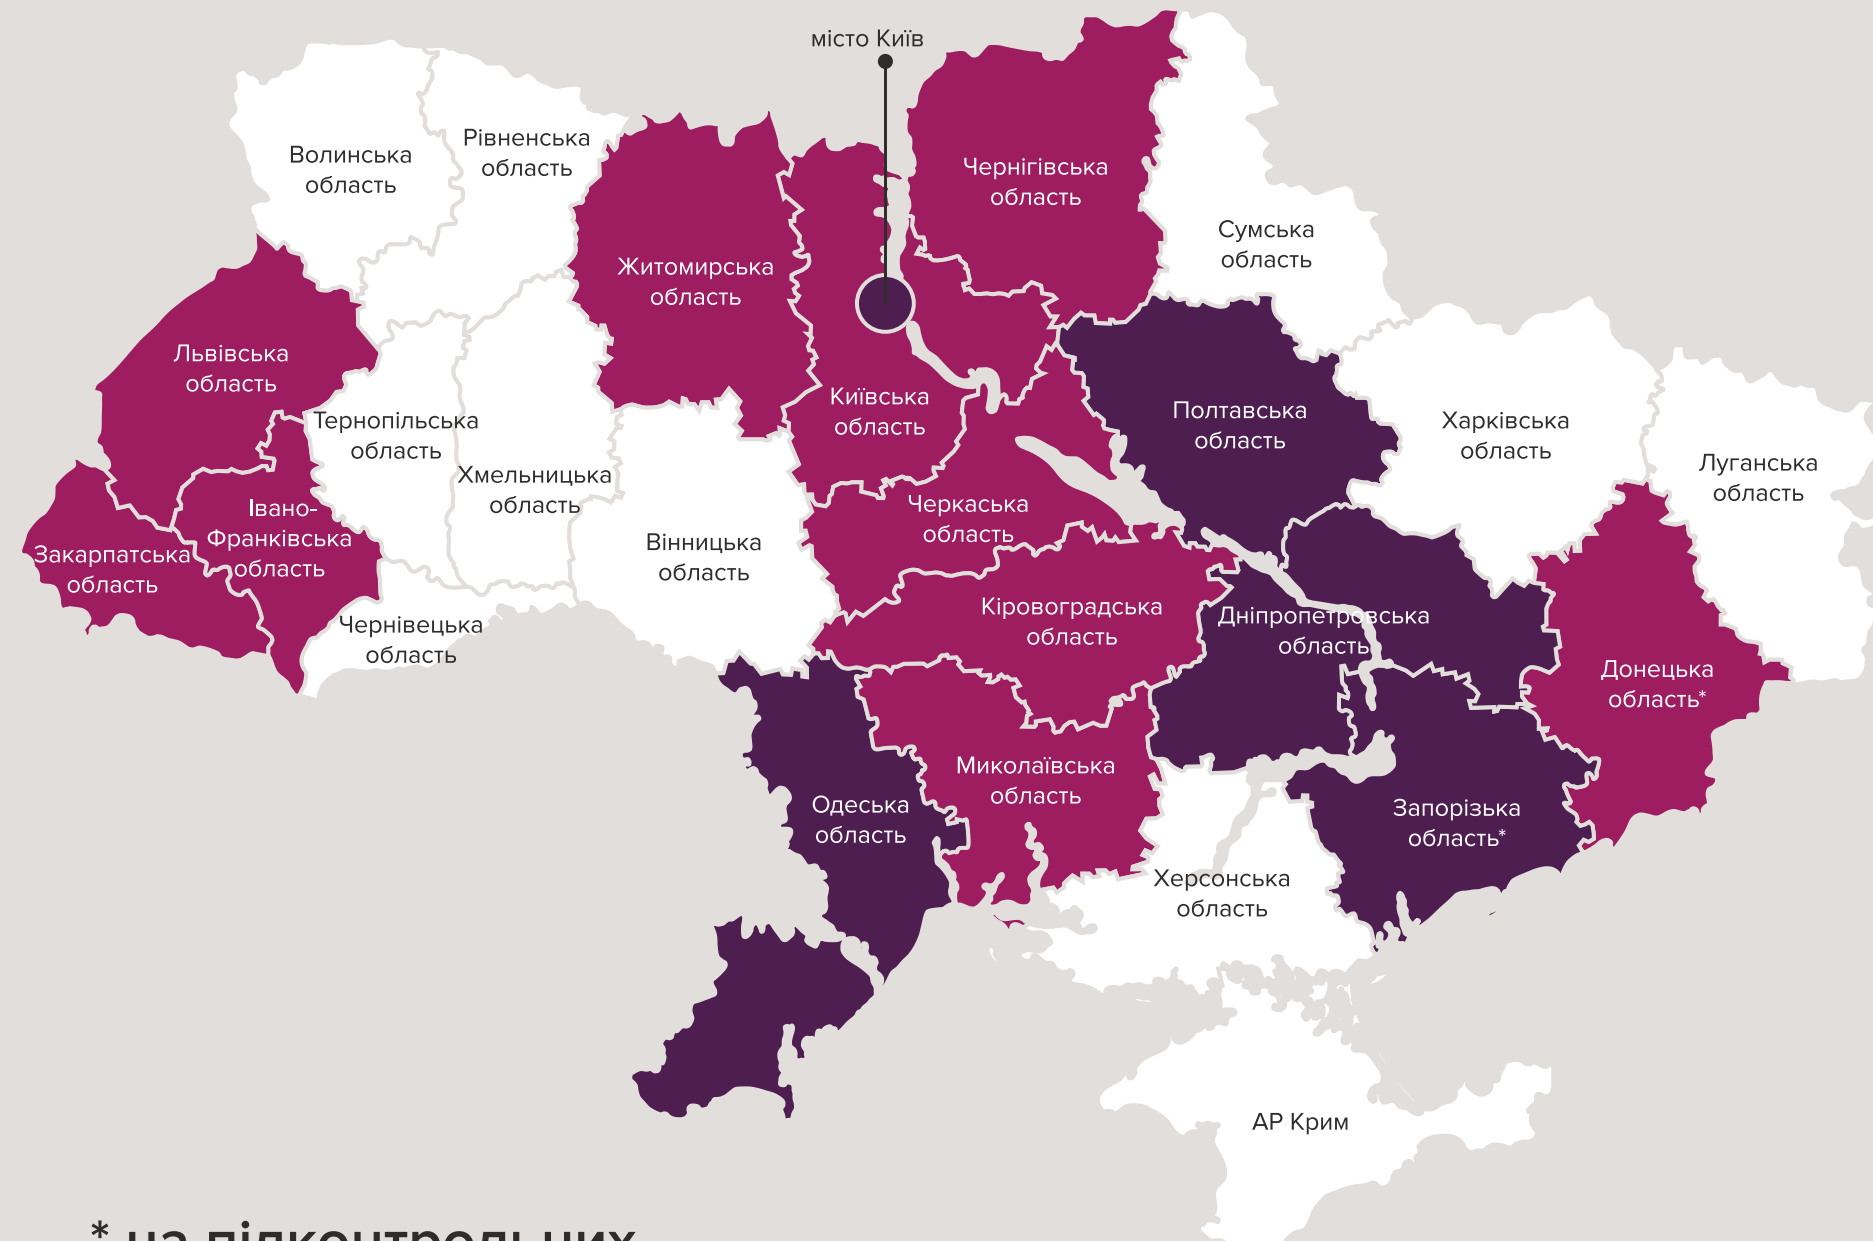 місто Київ
Волинська
область
Рівненська
область
Житомирська
область
Чернігівська
область
Сумська
область
Львівська
область
Тернопільська
область
Хмельницька
область
Київська
область
Полтавська
область
Харківська
область
Луганська
область
Закарпатська
область
Івано-
Франківська
область
Чернівецька
область
Вінницька
область
Черкаська
область
Кіровоградська
область
Дніпропетровська
область
Донецька
область*
Одеська
область
Миколаївська
область
Запорізька
область*
Херсонська
область
АР Крим
* на підконтрольних